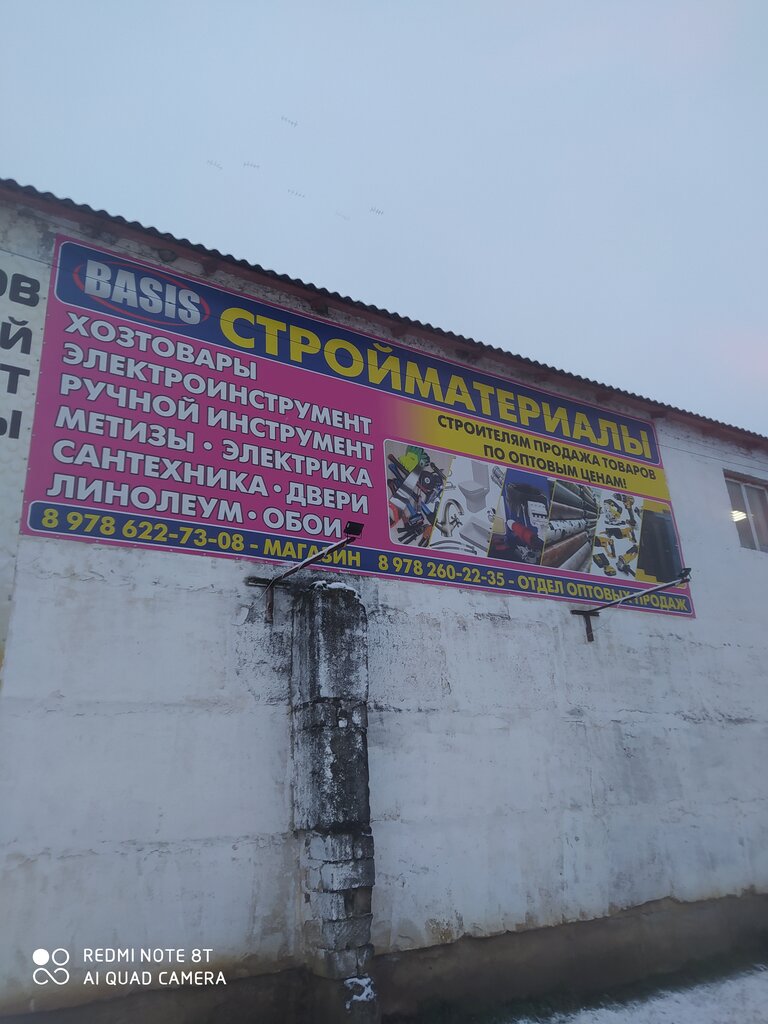 BASIS
СТРОЙМАТЕРИАЛЫ
ХОЗТОВАРЫ
ЭЛЕКТРОИНСТРУМЕНТ
РУЧНОЙ ИНСТРУМЕНТ
МЕТИЗЫ • ЭЛЕКТРИКА
САНТЕХНИКА • ДВЕРИ
ЛИНОЛЕУМ • ОБОИ
СТРОИТЕЛЯМ ПРОДАЖА ТОВАРОВ
ПО ОПТОВЫМ ЦЕНАМ!
8 978 622-73-08 - МАГАЗИН 8 978 260-22-35 - ОТДЕЛ ОПТОВЫХ ПРОДАЖ
REDMI NOTE 8T
AI QUAD CAMERA